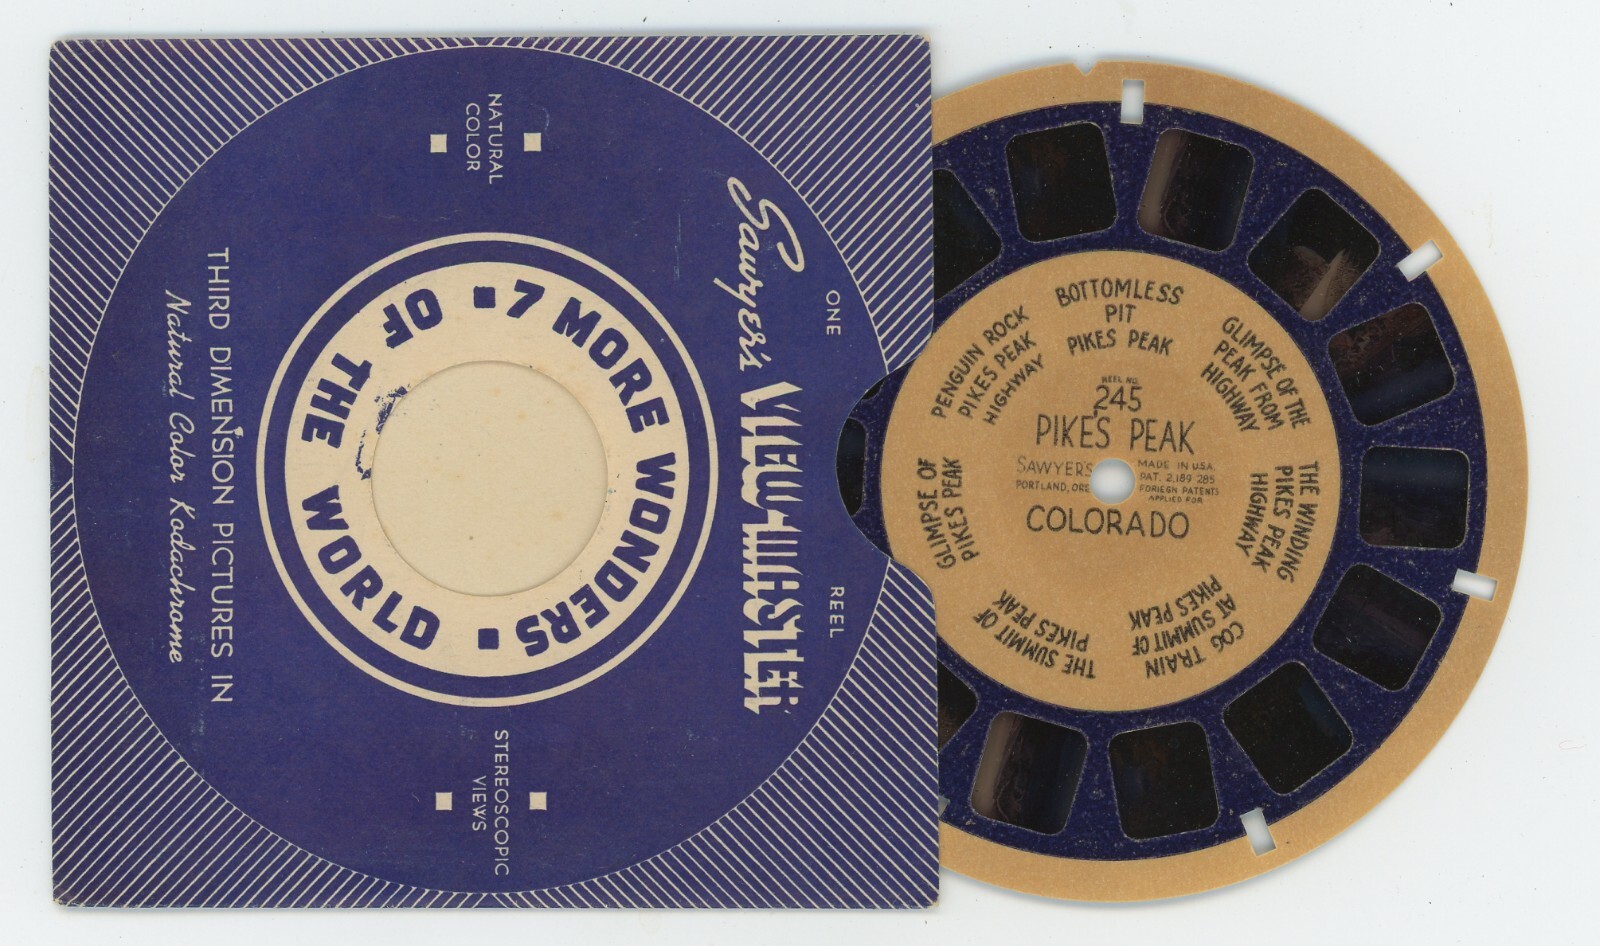 ONE REEL
Sawyer's VIEW-MASTER
NATURAL
COLOR
STEREOSCOPIC
VIEWS
7 MORE WONDERS
OF THE WORLD
THIRD DIMENSION PICTURES IN
Natural Color Kodachrome
BOTTOMLESS
PIT
PIKES PEAK
GLIMPSE OF THE
PEAK FROM
HIGHWAY
THE WINDING
PIKES PEAK
HIGHWAY
COG TRAIN
AT SUMMIT OF
PIKES PEAK
THE SUMMIT OF
PIKES PEAK
GLIMPSE OF
PIKES PEAK
PENGUIN ROCK
PIKES PEAK
HIGHWAY
REEL NO.
245
PIKES PEAK
SAWYER'S
PORTLAND, ORE
MADE IN U.S.A.
PAT. 2,189 285
FORIEGN PATENTS
APPLIED FOR
COLORADO